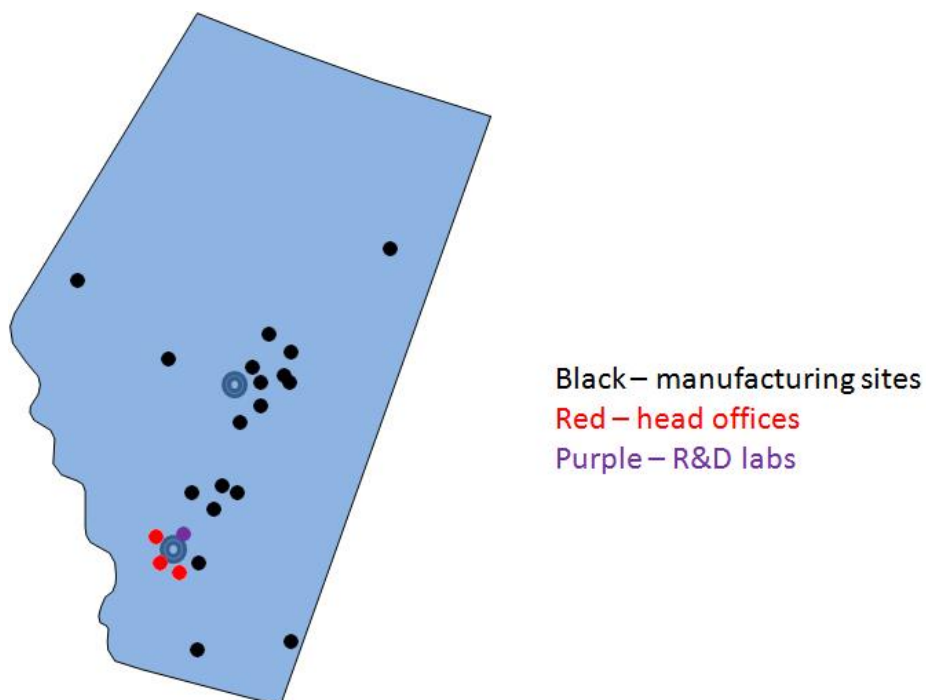 Black – manufacturing sites
Red – head offices
Purple – R&D labs